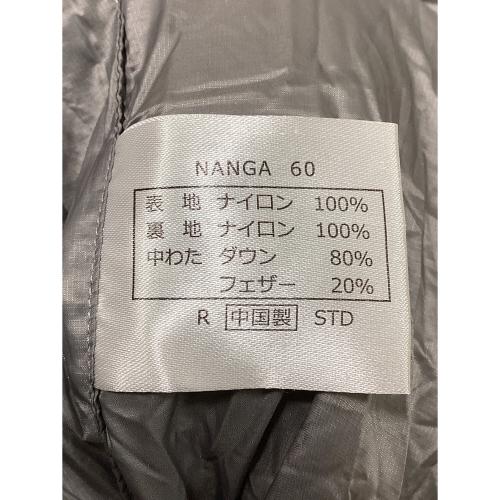 NANGA 60
表 地 ナイロン 100%
裏 地 ナイロン 100%
中わた ダウン 80%
フェザー 20%
R 中国製 STD